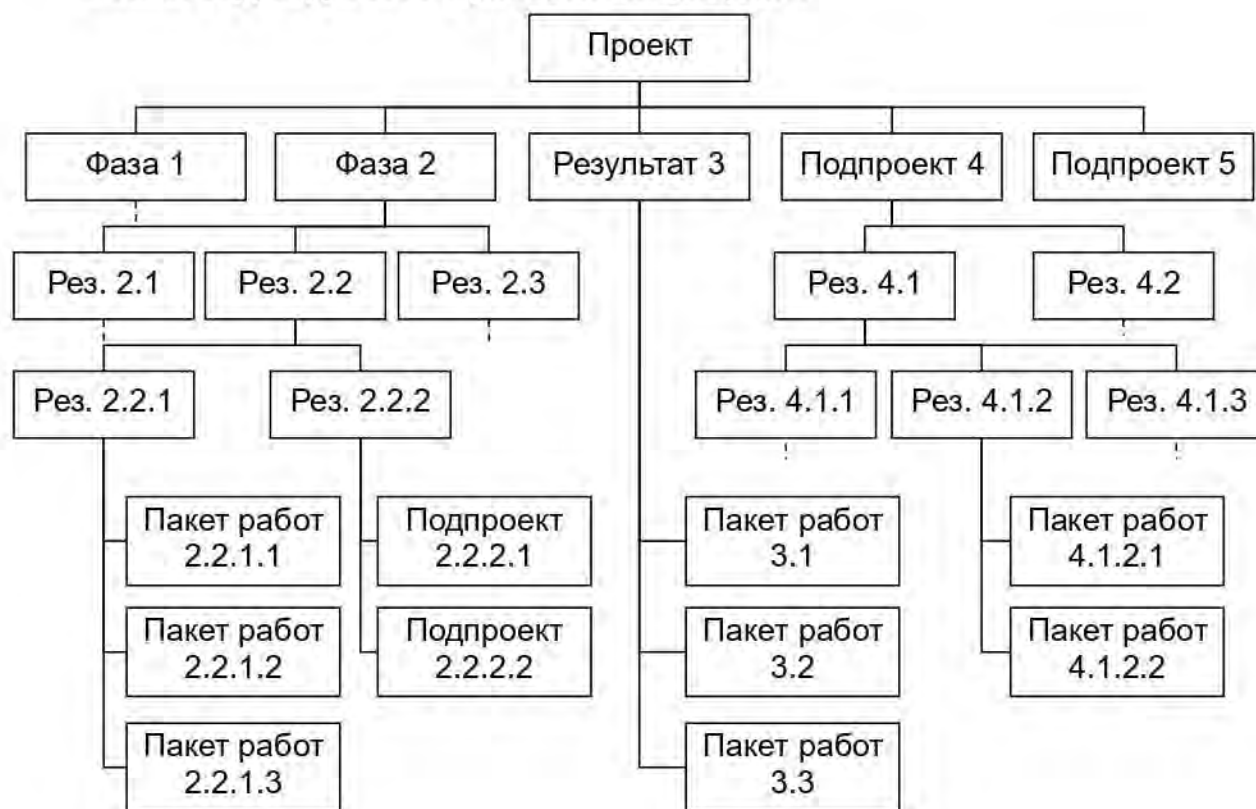 Проект
Фаза 1
Фаза 2
Результат 3
Подпроект 4
Подпроект 5
Рез. 2.1
Рез. 2.2
Рез. 2.3
Рез. 4.1
Рез. 4.2
Рез. 2.2.1
Рез. 2.2.2
Рез. 4.1.1
Рез. 4.1.2
Рез. 4.1.3
Пакет работ
2.2.1.1
Подпроект
2.2.2.1
Пакет работ
3.1
Пакет работ
4.1.2.1
Пакет работ
2.2.1.2
Подпроект
2.2.2.2
Пакет работ
3.2
Пакет работ
4.1.2.2
Пакет работ
2.2.1.3
Пакет работ
3.3